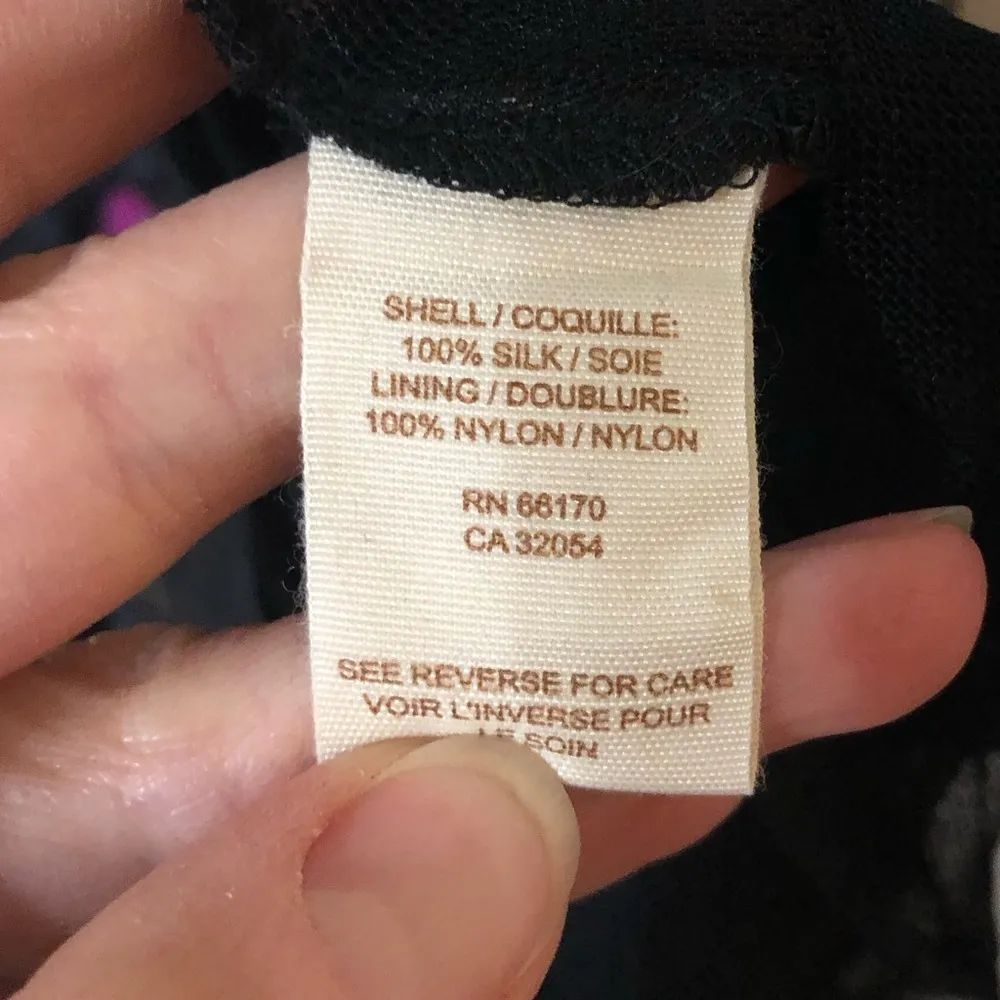 SHELL / COQUILLE:
100% SILK / SOIE
LINING / DOUBLURE:
100% NYLON / NYLON
RN 66170
CA 32054
SEE REVERSE FOR CARE
VOIR L'INVERSE POUR
LE SOIN